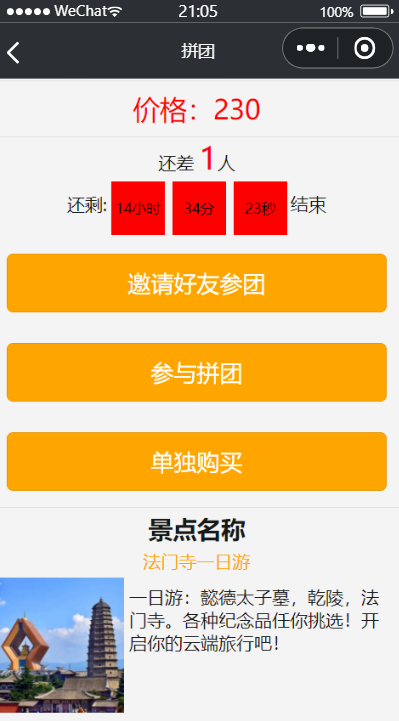 WeChat 21:05 100%
拼团
价格：230
还差 1人
还剩: 14小时 34分 23秒 结束
邀请好友参团
参与拼团
单独购买
景点名称
法门寺一日游
一日游：懿德太子墓，乾陵，法
门寺。各种纪念品任你挑选！开
启你的云端旅行吧！